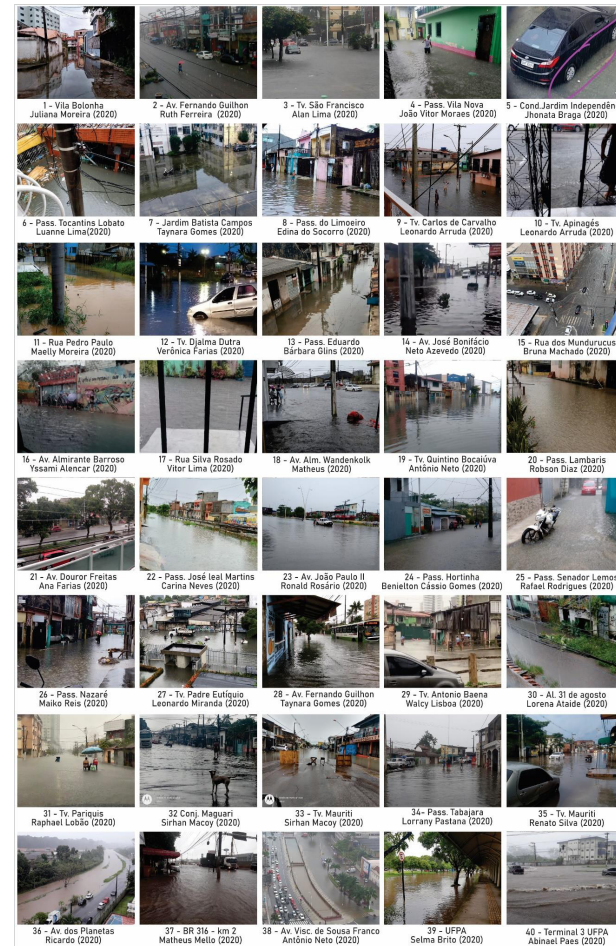 1 - Vila Bolonha
Juliana Moreira (2020)
2 - Av. Fernando Guilhon
Ruth Ferreira (2020)
3 - Tv. São Francisco
Alan Lima (2020)
4 - Pass. Vila Nova
João Vitor Moraes (2020)
5 - Cond.Jardim Independên
Jhonata Braga (2020)
6 - Pass. Tocantins Lobato
Luanne Lima(2020)
7 - Jardim Batista Campos
Taynara Gomes (2020)
8 - Pass. do Limoeiro
Edina do Socorro (2020)
9 - Tv. Carlos de Carvalho
Leonardo Arruda (2020)
10 - Tv. Apinagés
Leonardo Arruda (2020)
11 - Rua Pedro Paulo
Maelly Moreira (2020)
12 - Tv. Djalma Dutra
Verônica Farias (2020)
13 - Pass. Eduardo
Bárbara Glins (2020)
14 - Av. José Bonifácio
Neto Azevedo (2020)
15 - Rua dos Mundurucus
Bruna Machado (2020)
16 - Av. Almirante Barroso
Yssami Alencar (2020)
17 - Rua Silva Rosado
Vitor Lima (2020)
18 - Av. Alm. Wandenkolk
Matheus (2020)
19 - Tv. Quintino Bocaiúva
Antônio Neto (2020)
20 - Pass. Lambaris
Robson Diaz (2020)
21 - Av. Douror Freitas
Ana Farias (2020)
22 - Pass. José leal Martins
Carina Neves (2020)
23 - Av. João Paulo II
Ronald Rosário (2020)
24 - Pass. Hortinha
Benielton Cássio Gomes (2020)
25 - Pass. Senador Lemos
Rafael Rodrigues (2020)
26 - Pass. Nazaré
Maiko Reis (2020)
27 - Tv. Padre Eutíquio
Leonardo Miranda (2020)
28 - Av. Fernando Guilhon
Taynara Gomes (2020)
29 - Tv. Antonio Baena
Walcy Lisboa (2020)
30 - Al. 31 de agosto
Lorena Ataide (2020)
31 - Tv. Pariquis
Raphael Lobão (2020)
32 Conj. Maguari
Sirhan Macoy (2020)
33 - Tv. Mauriti
Sirhan Macoy (2020)
34- Pass. Tabajara
Lorrany Pastana (2020)
35 - Tv. Mauriti
Renato Silva (2020)
36 - Av. dos Planetas
Ricardo (2020)
37 - BR 316 - km 2
Matheus Mello (2020)
38 - Av. Visc. de Sousa Franco
Antônio Neto (2020)
39 - UFPA
Selma Brito (2020)
40 - Terminal 3 UFPA
Abinael Pass (2019)